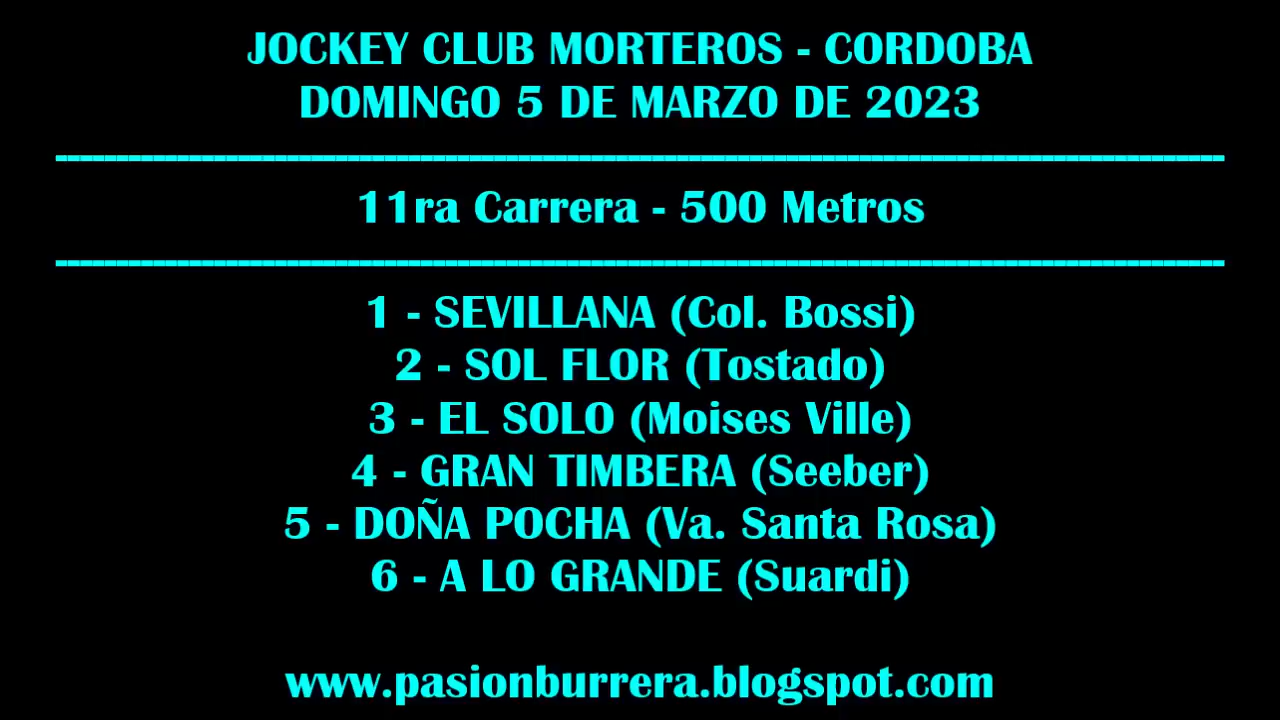 JOCKEY CLUB MORTEROS - CORDOBA
DOMINGO 5 DE MARZO DE 2023
11ra Carrera - 500 Metros
1 - SEVILLANA (Col. Bossi)
2 - SOL FLOR (Tostado)
3 - EL SOLO (Moises Ville)
4 - GRAN TIMBERA (Seeber)
5 - DOÑA POCHA (Va. Santa Rosa)
6 - A LO GRANDE (Suardi)
www.pasionburrera.blogspot.com